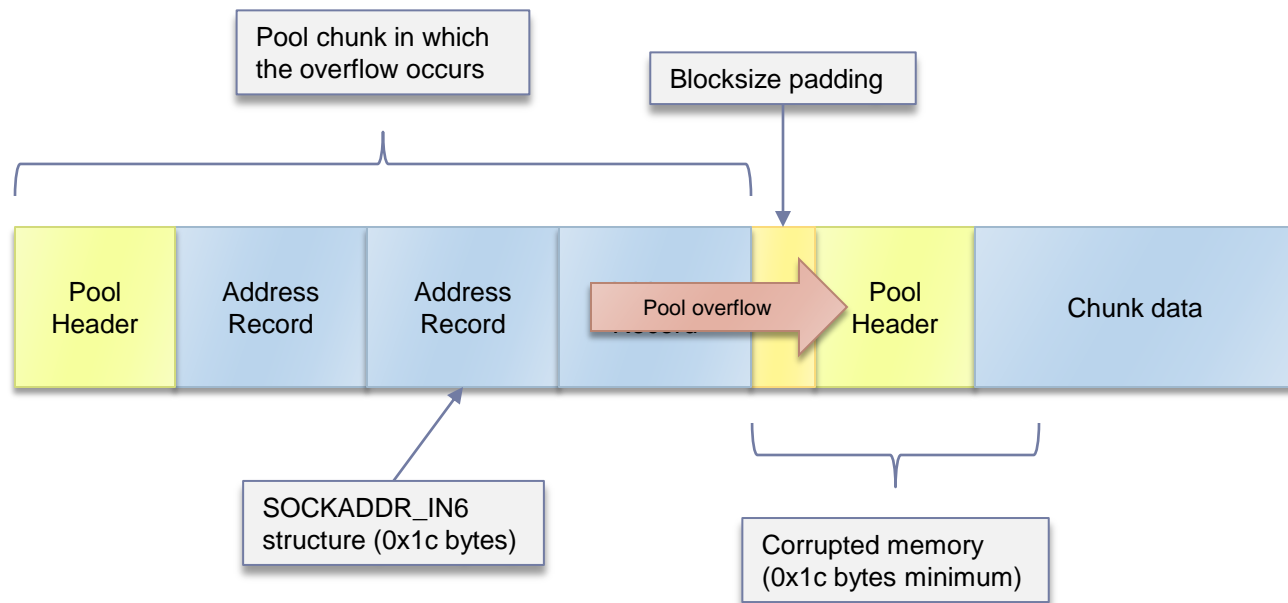 Pool chunk in which
the overflow occurs
Blocksize padding
Pool
Header
Address
Record
Address
Record
Record
Pool overflow
Pool
Header
Chunk data
SOCKADDR_IN6
structure (0x1c bytes)
Corrupted memory
(0x1c bytes minimum)